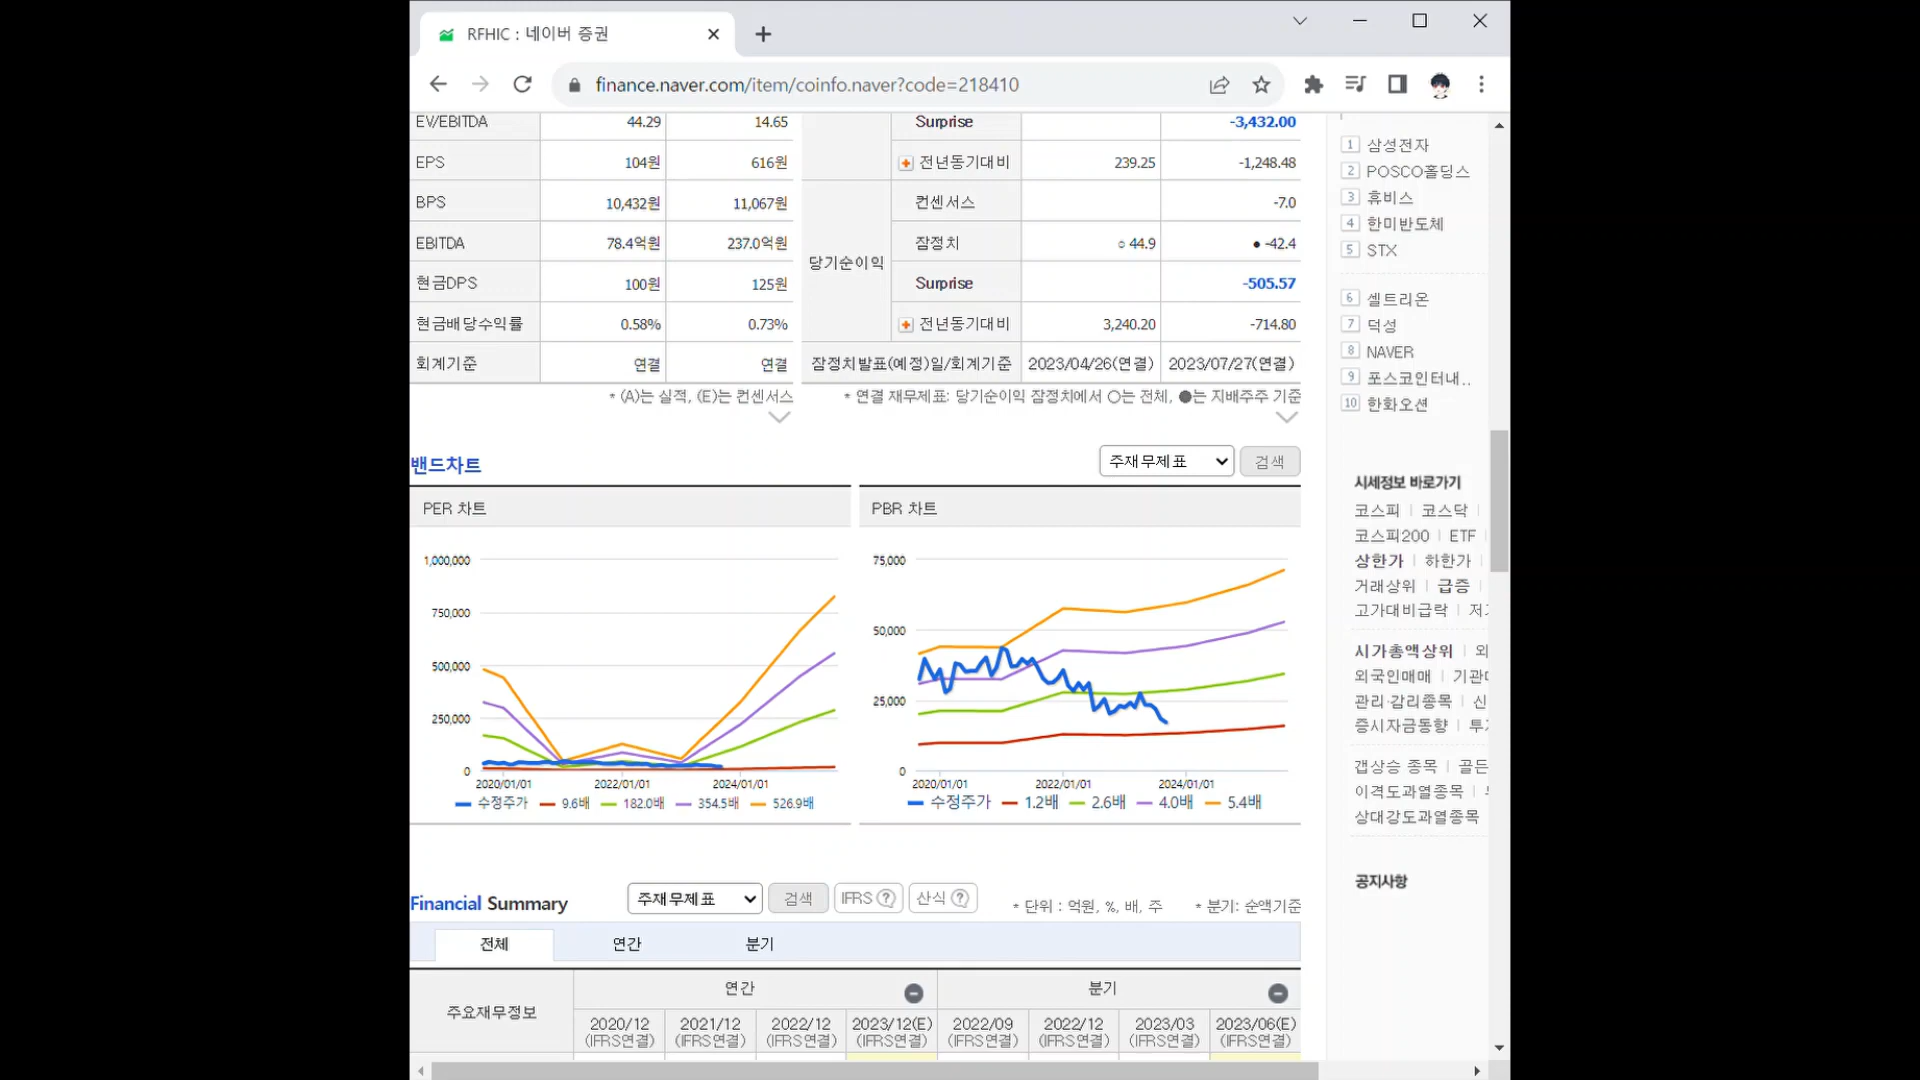 RFHIC : 네이버 증권
finance.naver.com/item/coinfo.naver?code=218410
EV/EBITDA 44.29 14.65
EPS 104원 616원
BPS 10,432원 11,067원
EBITDA 78.4억원 237.0억원
현금DPS 100원 125원
현금배당수익률 0.58% 0.73%
회계기준 연결 연결
* (A)는 실적, (E)는 컨센서스
Surprise -3,432.00
전년동기대비 239.25 -1,248.48
당기순이익
컨센서스 -7.0
잠정치 ○ 44.9 ● -42.4
Surprise -505.57
전년동기대비 3,240.20 -714.80
잠정치발표(예정)일/회계기준 2023/04/26(연결) 2023/07/27(연결)
* 연결 재무제표: 당기순이익 잠정치에서 ○는 전체, ●는 지배주주 기준
밴드차트
주재무제표 검색
PER 차트
1,000,000
750,000
500,000
250,000
0
2020/01/01 2022/01/01 2024/01/01
수정주가 9.6배 182.0배 354.5배 526.9배
PBR 차트
75,000
50,000
25,000
0
2020/01/01 2022/01/01 2024/01/01
수정주가 1.2배 2.6배 4.0배 5.4배
Financial Summary
주재무제표 검색 IFRS ? 산식 ?
* 단위 : 억원, %, 배, 주 * 분기: 순액기준
전체 연간 분기
주요재무정보
연간 분기
2020/12 2021/12 2022/12 2023/12(E) 2022/09 2022/12 2023/03 2023/06(E)
(IFRS연결) (IFRS연결) (IFRS연결) (IFRS연결) (IFRS연결) (IFRS연결) (IFRS연결) (IFRS연결)
1 삼성전자
2 POSCO홀딩스
3 휴비스
4 한미반도체
5 STX
6 셀트리온
7 덕성
8 NAVER
9 포스코인터내..
10 한화오션
시세정보 바로가기
코스피 코스닥
코스피200 ETF
상한가 하한가
거래상위 급증
고가대비급락
시가총액상위 외
외국인매매
관리·감리종목 신
증시자금동향
갭상승 종목 골든
이격도과열종목
상대강도과열종목
공지사항